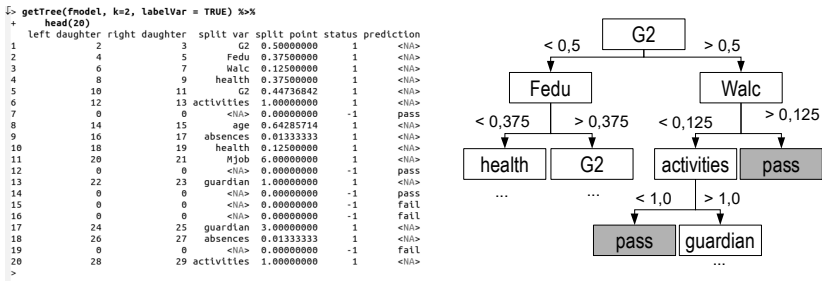 > getTree(fmodel, k=2, labelVar = TRUE) %>%
+ head(20)
left daughter right daughter split var split point status prediction
1 2 3 G2 0.50000000 1 <NA>
2 4 5 Fedu 0.37500000 1 <NA>
3 6 7 Walc 0.12500000 1 <NA>
4 8 9 health 0.37500000 1 <NA>
5 10 11 G2 0.44736842 1 <NA>
6 12 13 activities 1.00000000 1 <NA>
7 0 0 <NA> 0.00000000 -1 pass
8 14 15 age 0.64285714 1 <NA>
9 16 17 absences 0.01333333 1 <NA>
10 18 19 health 0.12500000 1 <NA>
11 20 21 Mjob 6.00000000 1 <NA>
12 0 0 <NA> 0.00000000 -1 pass
13 22 23 guardian 1.00000000 1 <NA>
14 0 0 <NA> 0.00000000 -1 pass
15 0 0 <NA> 0.00000000 -1 fail
16 0 0 <NA> 0.00000000 -1 fail
17 24 25 guardian 3.00000000 1 <NA>
18 26 27 absences 0.01333333 1 <NA>
19 0 0 <NA> 0.00000000 -1 fail
20 28 29 activities 1.00000000 1 <NA>
>
G2
< 0,5 > 0,5
Fedu Walc
< 0,375 > 0,375 < 0,125 > 0,125
health G2 activities pass
... ...
< 1,0 > 1,0
pass guardian
...